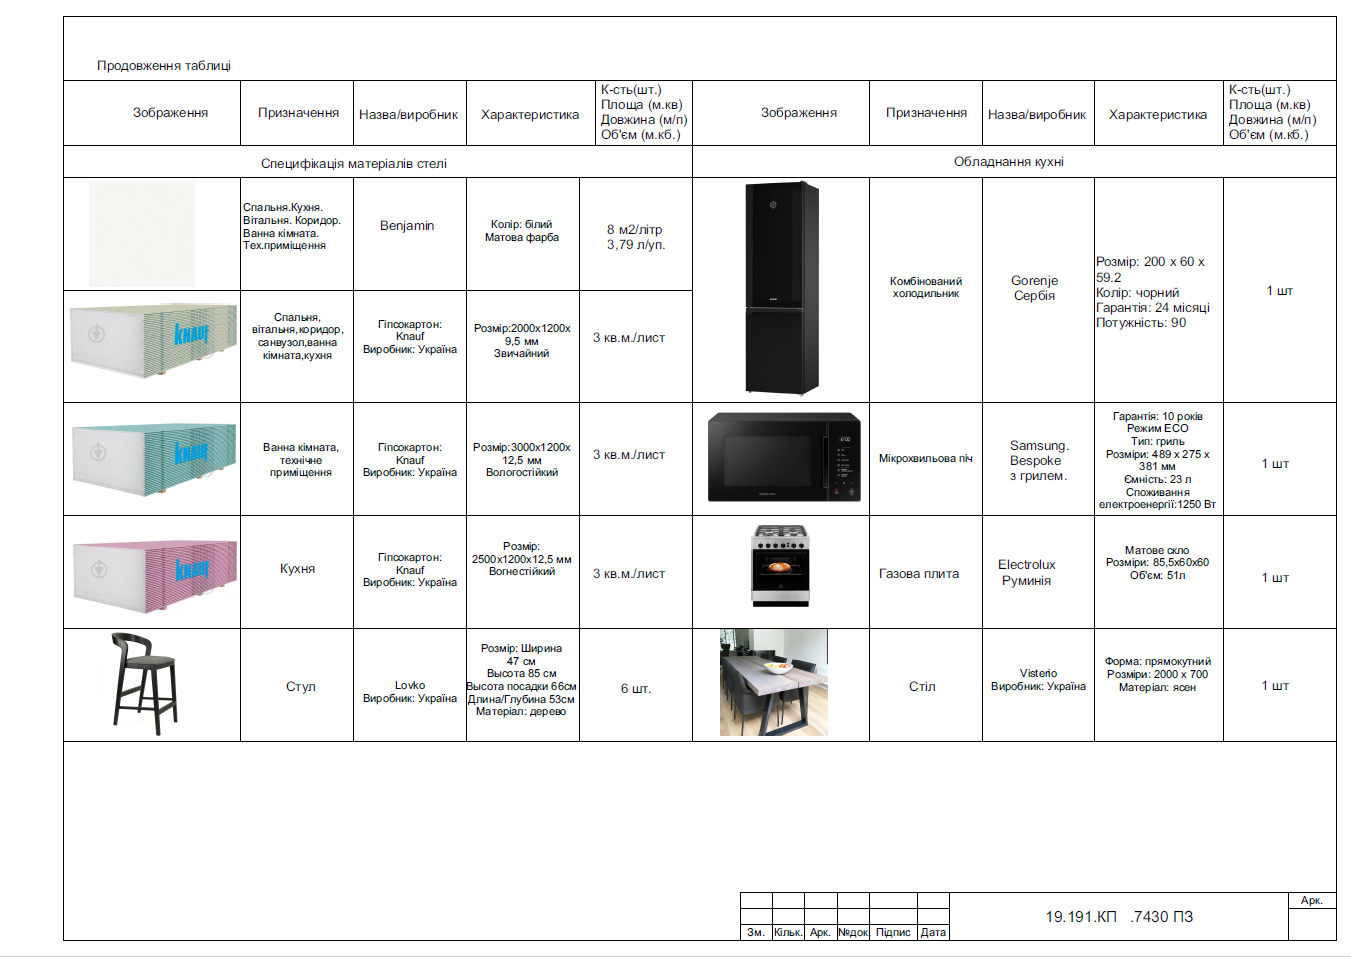 Продовження таблиці
Зображення
Призначення
Назва/виробник
Характеристика
К-сть(шт.)
Площа (м.кв)
Довжина (м/п)
Об'єм (м.кб.)
Зображення
Призначення
Назва/виробник
Характеристика
К-сть(шт.)
Площа (м.кв)
Довжина (м/п)
Об'єм (м.кб.)
Специфікація матеріалів стелі
Обладнання кухні
Спальня.Кухня.
Вітальня. Коридор.
Ванна кімната.
Тех.приміщення
Benjamin
Колір: білий
Матова фарба
8 м2/літр
3,79 л/уп.
Комбінований
холодильник
Gorenje
Сербія
Розмір: 200 x 60 x
59.2
Колір: чорний
Гарантія: 24 місяці
Потужність: 90
1 шт
KNAUF
Спальня,
вітальня,коридор,
санвузол,ванна
кімната,кухня
Гіпсокартон:
Knauf
Виробник: Україна
Розмір:2000x1200x
9,5 мм
Звичайний
3 кв.м./лист
KNAUF
Ванна кімната,
технічне
приміщення
Гіпсокартон:
Knauf
Виробник: Україна
Розмір:3000x1200x
12,5 мм
Вологостійкий
3 кв.м./лист
SAMSUNG
Мікрохвильова піч
Samsung.
Bespoke
з грилем.
Гарантія: 10 років
Режим ECO
Тип: гриль
Розміри: 489 x 275 x
381 мм
Ємність: 23 л
Споживання
електроенергії:1250 Вт
1 шт
KNAUF
Кухня
Гіпсокартон:
Knauf
Виробник: Україна
Розмір:
2500x1200x12,5 мм
Вогнестійкий
3 кв.м./лист
Газова плита
Electrolux
Руминія
Матове скло
Розміри: 85,5x60x60
Об'єм: 51л
1 шт
Стул
Lovko
Виробник: Україна
Розмір: Ширина
47 см
Высота 85 см
Высота посадки 66см
Длина/Глубина 53см
Материал: дерево
6 шт.
Стіл
Visterio
Виробник: Україна
Форма: прямокутний
Розміри: 2000 x 700
Матеріал: ясен
1 шт
Зм.
Кільк.
Арк.
№док
Підпис
Дата
19.191.КП .7430 ПЗ
Арк.